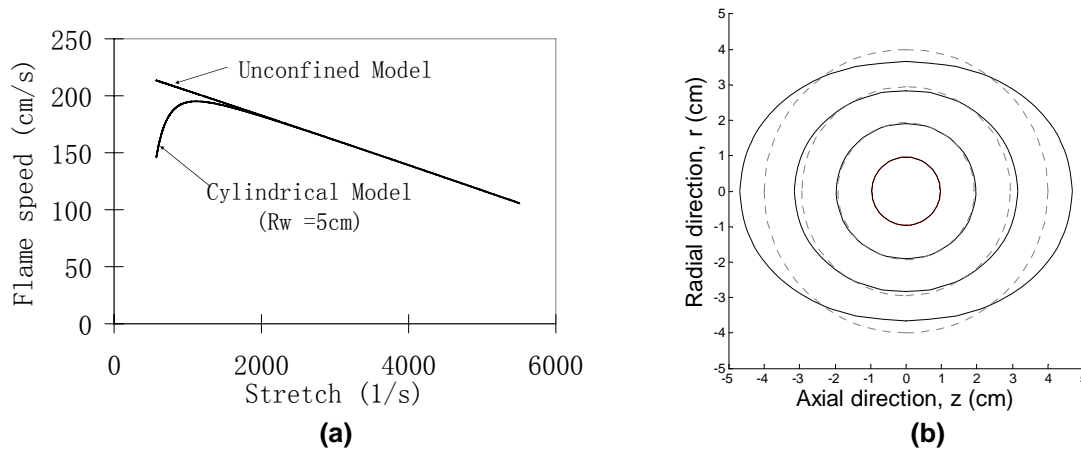 250
200
150
100
50
0
Flame speed (cm/s)
Unconfined Model
Cylindrical Model
(Rw =5cm)
0 2000 4000 6000
Stretch (1/s)
(a)
5
4
3
2
1
0
-1
-2
-3
-4
-5
Radial direction, r (cm)
-5 -4 -3 -2 -1 0 1 2 3 4 5
Axial direction, z (cm)
(b)